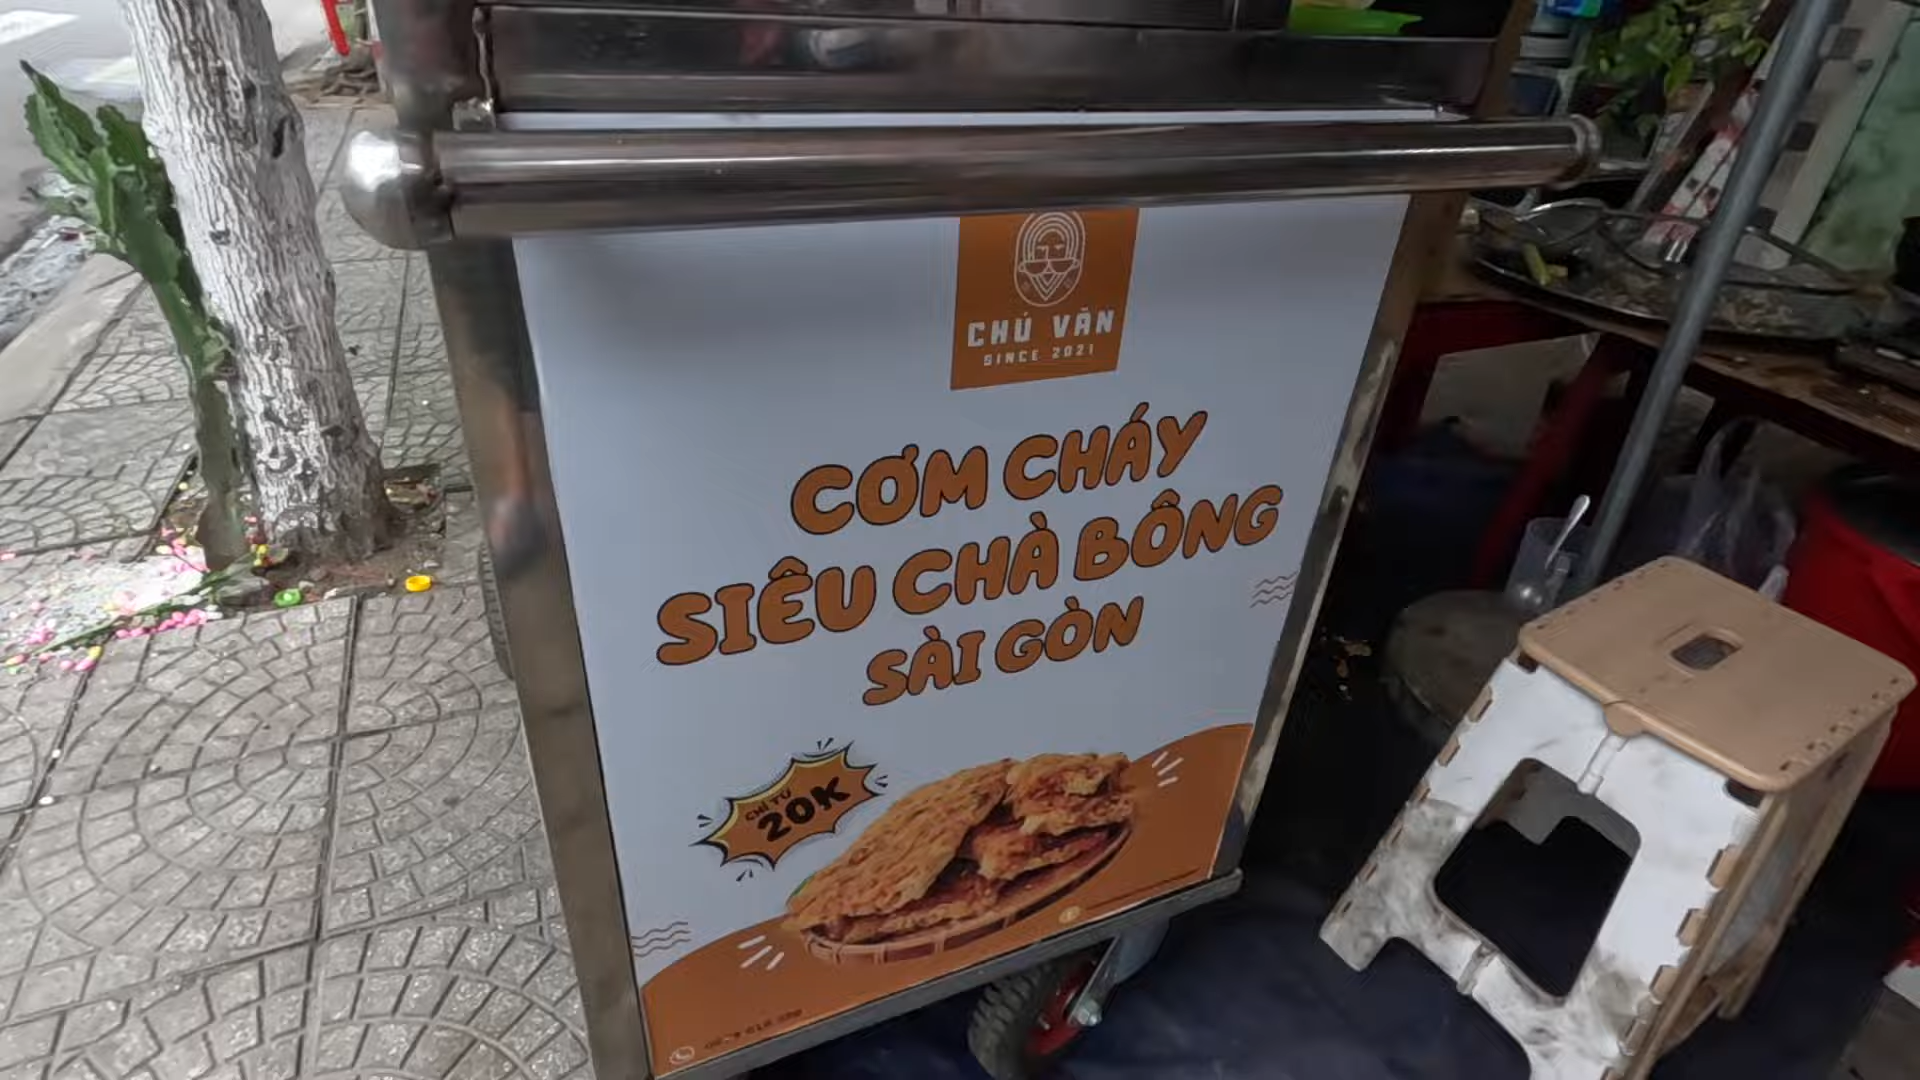 CHÚ VĂN
SINCE 2021
CƠM CHÁY
SIÊU CHÀ BÔNG
SÀI GÒN
CHỈ TỪ
20K